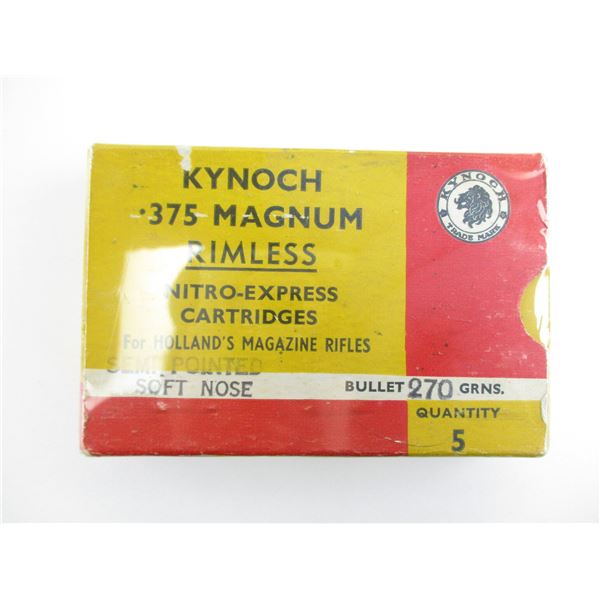 KYNOCH
·375 MAGNUM
RIMLESS
NITRO-EXPRESS
CARTRIDGES
For HOLLAND'S MAGAZINE RIFLES
SEMI POINTED
SOFT NOSE
BULLET 270 GRNS.
QUANTITY
5
KYNOCH
TRADE MARK